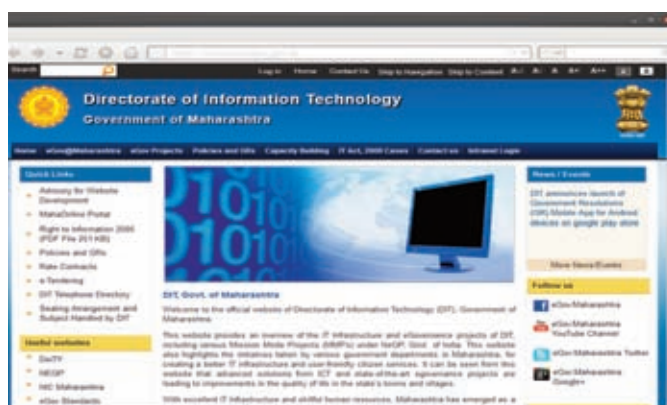 Search
Log in Home Contact Us Skip to Navigation Skip to Content A-- A- A A+ A++ A A
Directorate of Information Technology
Government of Maharashtra
Home eGov@Maharashtra eGov Projects Policies and GRs Capacity Building IT Act, 2000 Cases Contact us Intranet Login
Quick Links
Advisory for Website
Development
MahaOnline Portal
Right to Information 2005
(PDF File 251 KB)
Policies and GRs
Rate Contracts
e-Tendering
DIT Telephone Directory
Seating Arrangement and
Subject Handled by DIT
Useful websites
DeiTY
NEGP
NIC Maharashtra
eGov Standards
DIT, Govt. of Maharashtra
Welcome to the official website of Directorate of Information Technology (DIT), Government of
Maharashtra.
This website provides an overview of the IT Infrastructure and eGovernance projects of DIT,
including various Mission Mode Projects (MMPs) under NeGP, Govt. of India. This website
also highlights the initiatives taken by various government departments in Maharashtra, for
creating a better IT infrastructure and user-friendly citizen services. It can be seen form this
website that advanced solutions from ICT and state-of-the-art egovernance projects are
leading to improvements in the quality of life in the state's towns and villages.
With excellent IT Infrastructure and skillful human resources, Maharashtra has emerged as a
News / Events
DIT announces launch of
Government Resolutions
(GR) Mobile App for Android
devices on google play store
More News/Events
Follow us
eGov Maharashtra
eGov Maharashtra
YouTube Channel
eGov Maharashtra Twitter
eGov Maharashtra
Google+